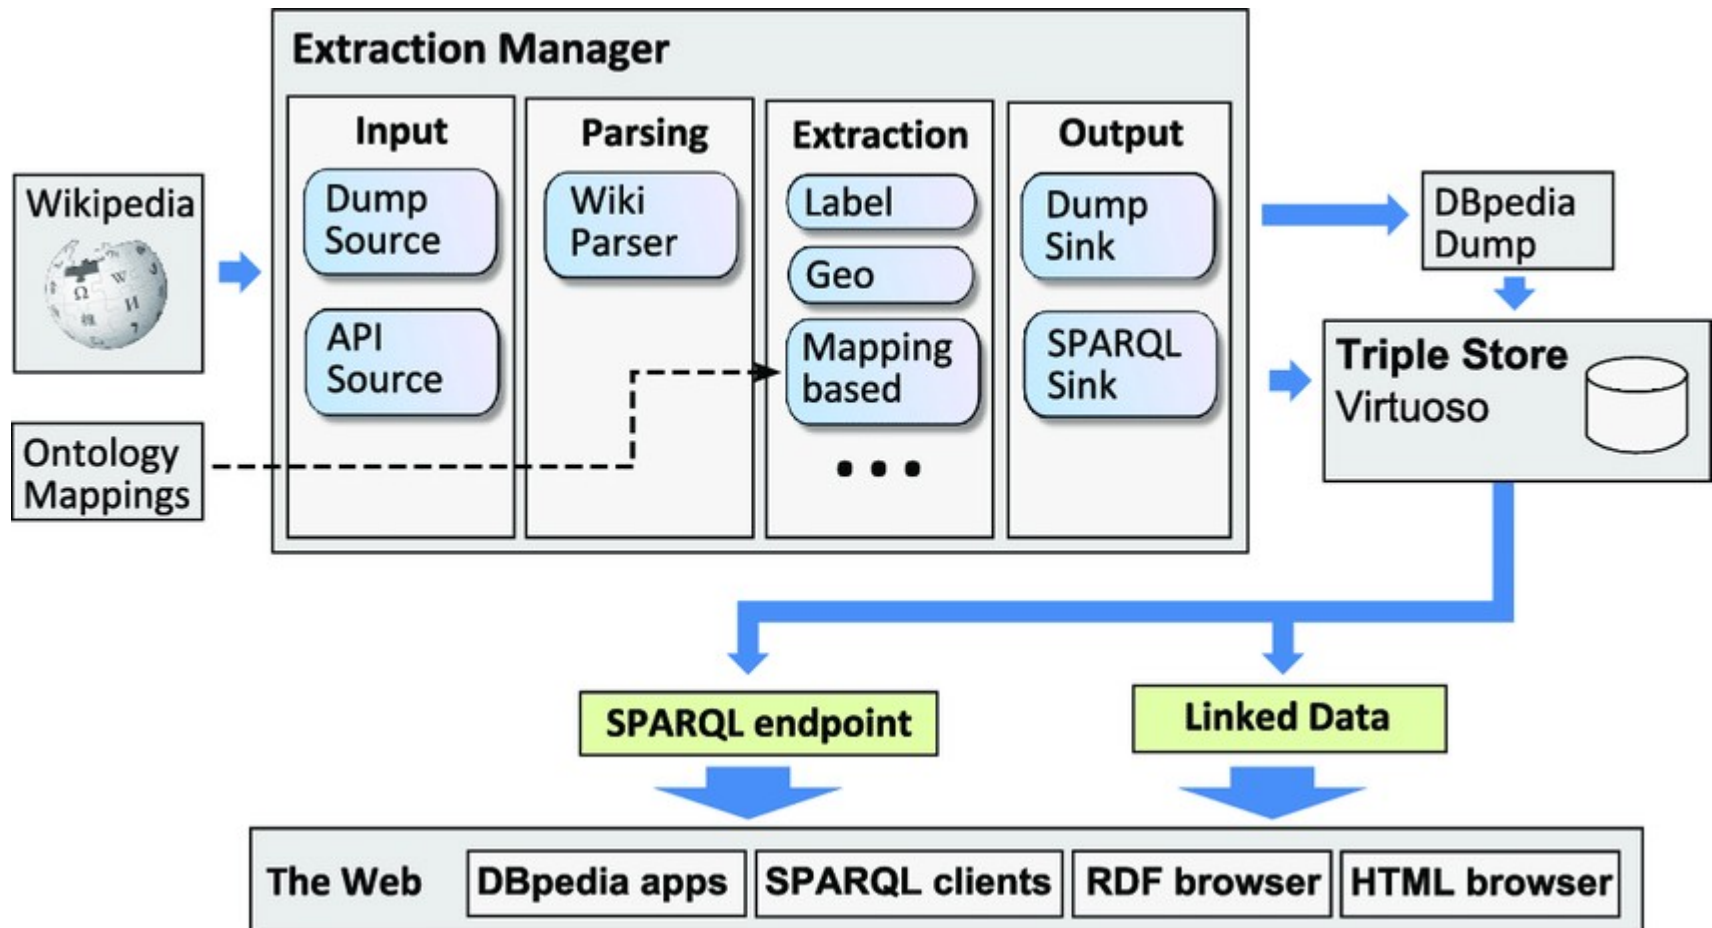 Extraction Manager
Input
Parsing
Extraction
Output
Wikipedia
Ω
W
И
Dump
Source
API
Source
Wiki
Parser
Label
Geo
Mapping
based
...
Dump
Sink
SPARQL
Sink
DBpedia
Dump
Ontology
Mappings
Triple Store
Virtuoso
SPARQL endpoint
Linked Data
The Web
DBpedia apps
SPARQL clients
RDF browser
HTML browser